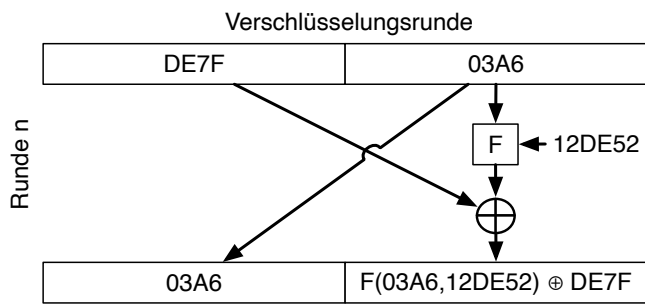 Verschlüsselungsrunde
DE7F 03A6
Runde n
F
12DE52
03A6 F(03A6,12DE52) ⊕ DE7F